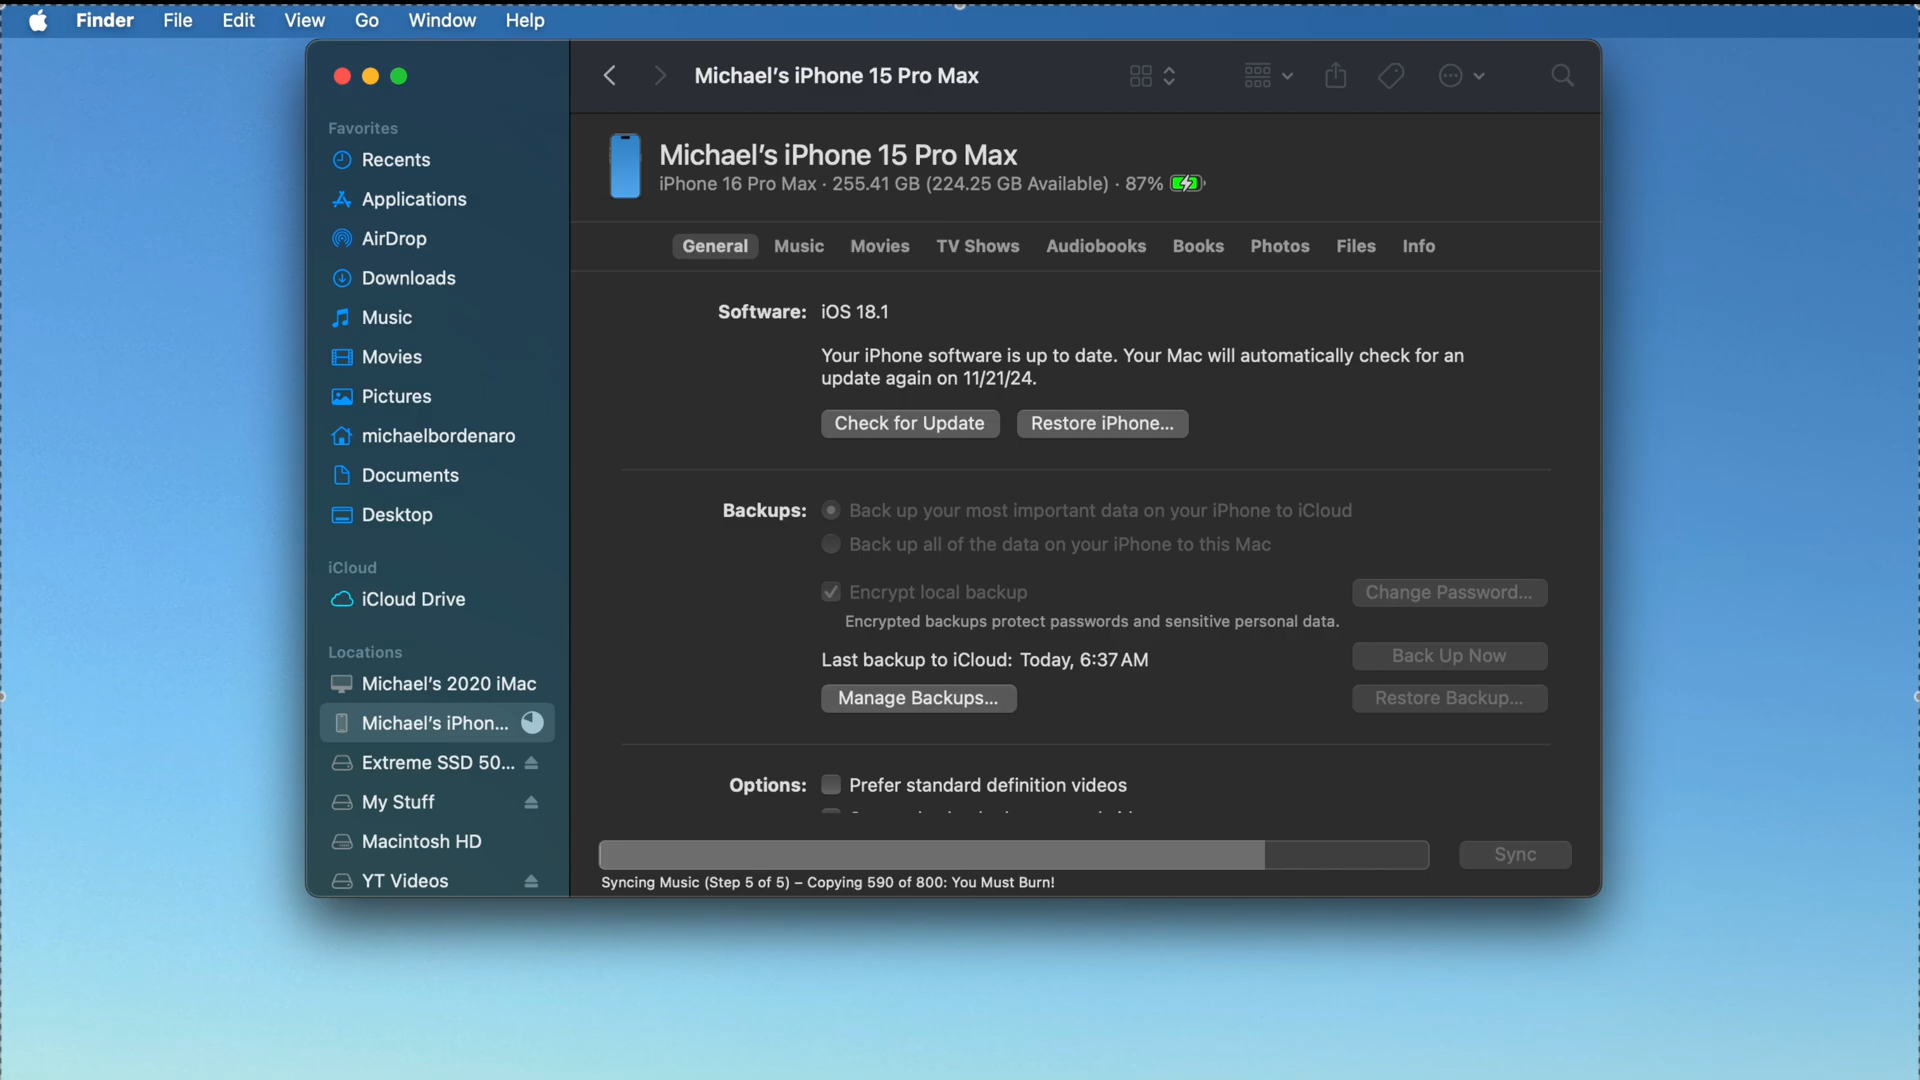 Finder File Edit View Go Window Help
Michael’s iPhone 15 Pro Max
Favorites
Recents
Applications
AirDrop
Downloads
Music
Movies
Pictures
michaelbordenaro
Documents
Desktop
iCloud
iCloud Drive
Locations
Michael’s 2020 iMac
Michael’s iPhon...
Extreme SSD 50...
My Stuff
Macintosh HD
YT Videos
Michael’s iPhone 15 Pro Max
iPhone 16 Pro Max · 255.41 GB (224.25 GB Available) · 87%
General Music Movies TV Shows Audiobooks Books Photos Files Info
Software: iOS 18.1
Your iPhone software is up to date. Your Mac will automatically check for an
update again on 11/21/24.
Check for Update Restore iPhone...
Backups: Back up your most important data on your iPhone to iCloud
Back up all of the data on your iPhone to this Mac
Encrypt local backup Change Password...
Encrypted backups protect passwords and sensitive personal data.
Last backup to iCloud: Today, 6:37 AM Back Up Now
Manage Backups... Restore Backup...
Options: Prefer standard definition videos
Sync
Syncing Music (Step 5 of 5) – Copying 590 of 800: You Must Burn!